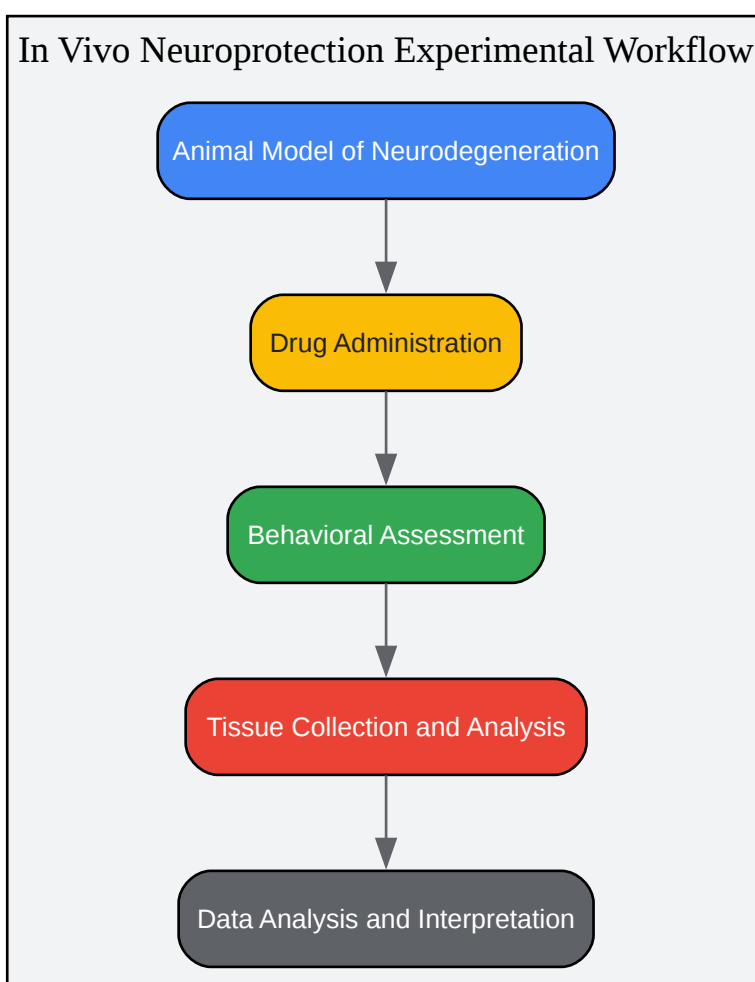 In Vivo Neuroprotection Experimental Workflow
Animal Model of Neurodegeneration
Drug Administration
Behavioral Assessment
Tissue Collection and Analysis
Data Analysis and Interpretation